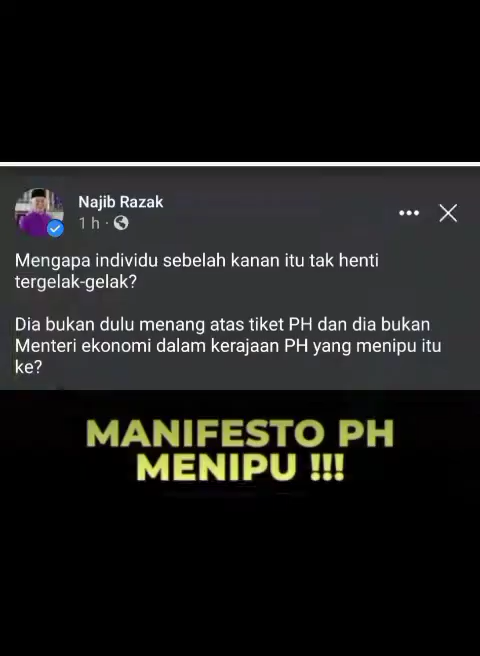 Najib Razak
1 h ·
Mengapa individu sebelah kanan itu tak henti
tergelak-gelak?
Dia bukan dulu menang atas tiket PH dan dia bukan
Menteri ekonomi dalam kerajaan PH yang menipu itu
ke?
MANIFESTO PH
MENIPU !!!